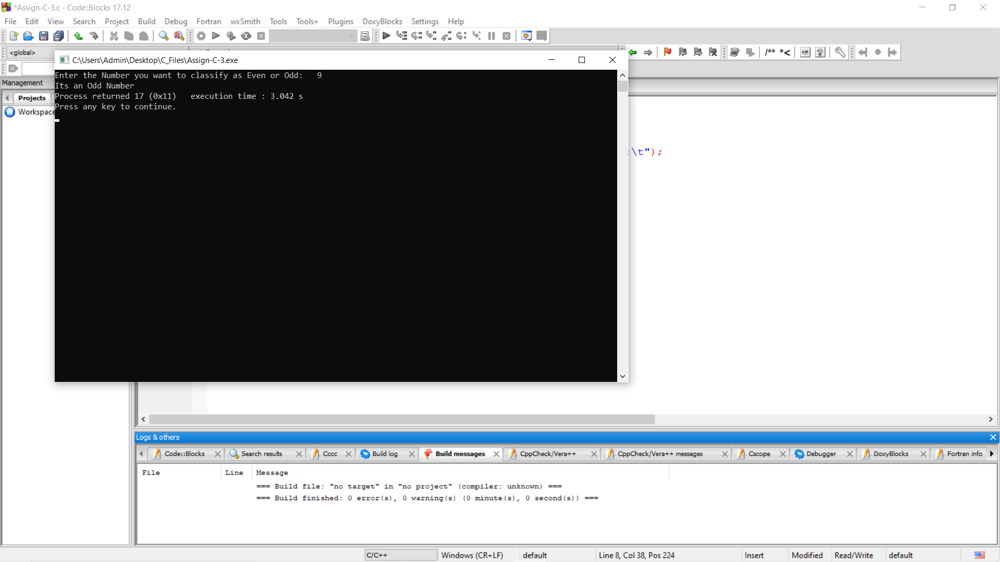 *Assign-C-3.c - Code::Blocks 17.12
File Edit View Search Project Build Debug Fortran wxSmith Tools Tools+ Plugins DoxyBlocks Settings Help
<global>
/** *<
C:\Users\Admin\Desktop\C_Files\Assign-C-3.exe
Enter the Number you want to classify as Even or Odd:   9
Its an Odd Number
Process returned 17 (0x11)   execution time : 3.042 s
Press any key to continue.
Management
Projects
Workspace
:\t");
Logs & others
Code::Blocks Search results Cccc Build log Build messages CppCheck/Vera++ CppCheck/Vera++ messages Cscope Debugger DoxyBlocks Fortran info
File Line Message
=== Build file: "no target" in "no project" (compiler: unknown) ===
=== Build finished: 0 error(s), 0 warning(s) (0 minute(s), 0 second(s)) ===
C/C++ Windows (CR+LF) default Line 8, Col 38, Pos 224 Insert Modified Read/Write default